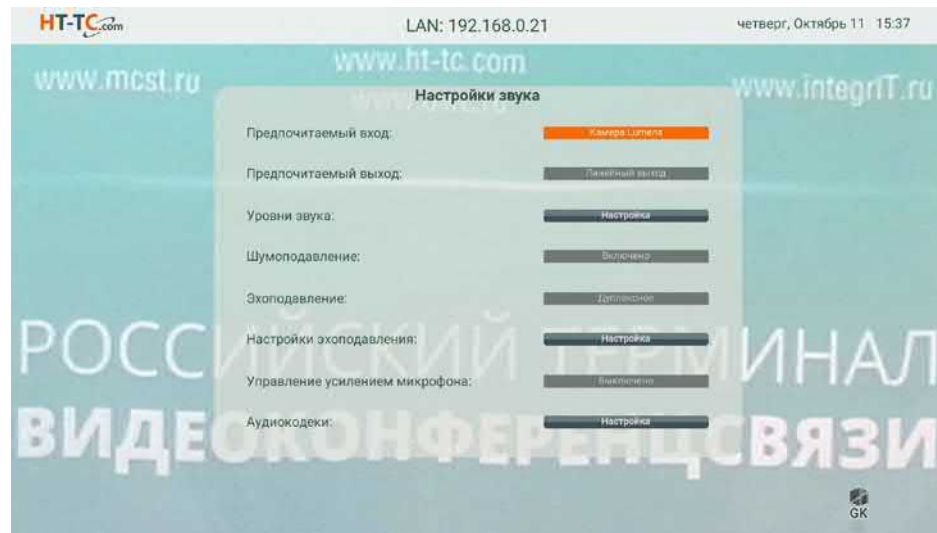 HT-TC.com
LAN: 192.168.0.21
четверг, Октябрь 11 15:37
www.mcst.ru
www.ht-tc.com
www.integrIT.ru
Настройки звука
Предпочитаемый вход: Камера Lumens
Предпочитаемый выход: Линейный выход
Уровни звука: Настройка
Шумоподавление: Включено
Эхоподавление: Дуплексное
Настройки эхоподавления: Настройка
Управление усилением микрофона: Выключено
Аудиокодеки: Настройка
РОССИЙСКИЙ ТЕРМИНАЛ
ВИДЕОКОНФЕРЕНЦСВЯЗИ
GK